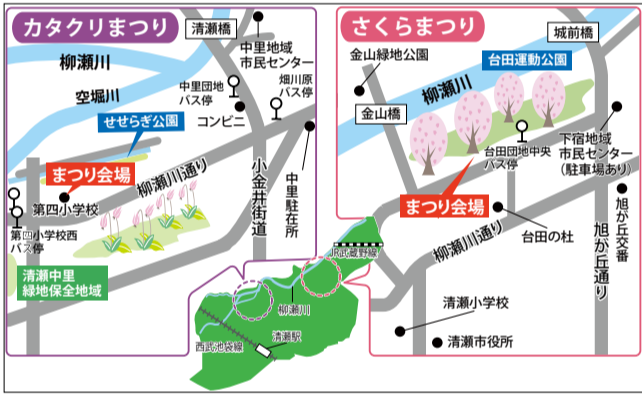 カタクリまつり
清瀬橋
柳瀬川
空堀川
中里地域
市民センター
中里団地
バス停
畑川原
バス停
コンビニ
せせらぎ公園
まつり会場
柳瀬川通り
第四小学校
第四小学校西
バス停
小金井街道
中里駐在所
清瀬中里
緑地保全地域
さくらまつり
城前橋
金山緑地公園
台田運動公園
柳瀬川
金山橋
台田団地中央
バス停
下宿地域
市民センター
(駐車場あり)
まつり会場
柳瀬川通り
台田の杜
旭が丘交番
旭が丘通り
清瀬小学校
清瀬市役所
JR武蔵野線
柳瀬川
西武池袋線
清瀬駅